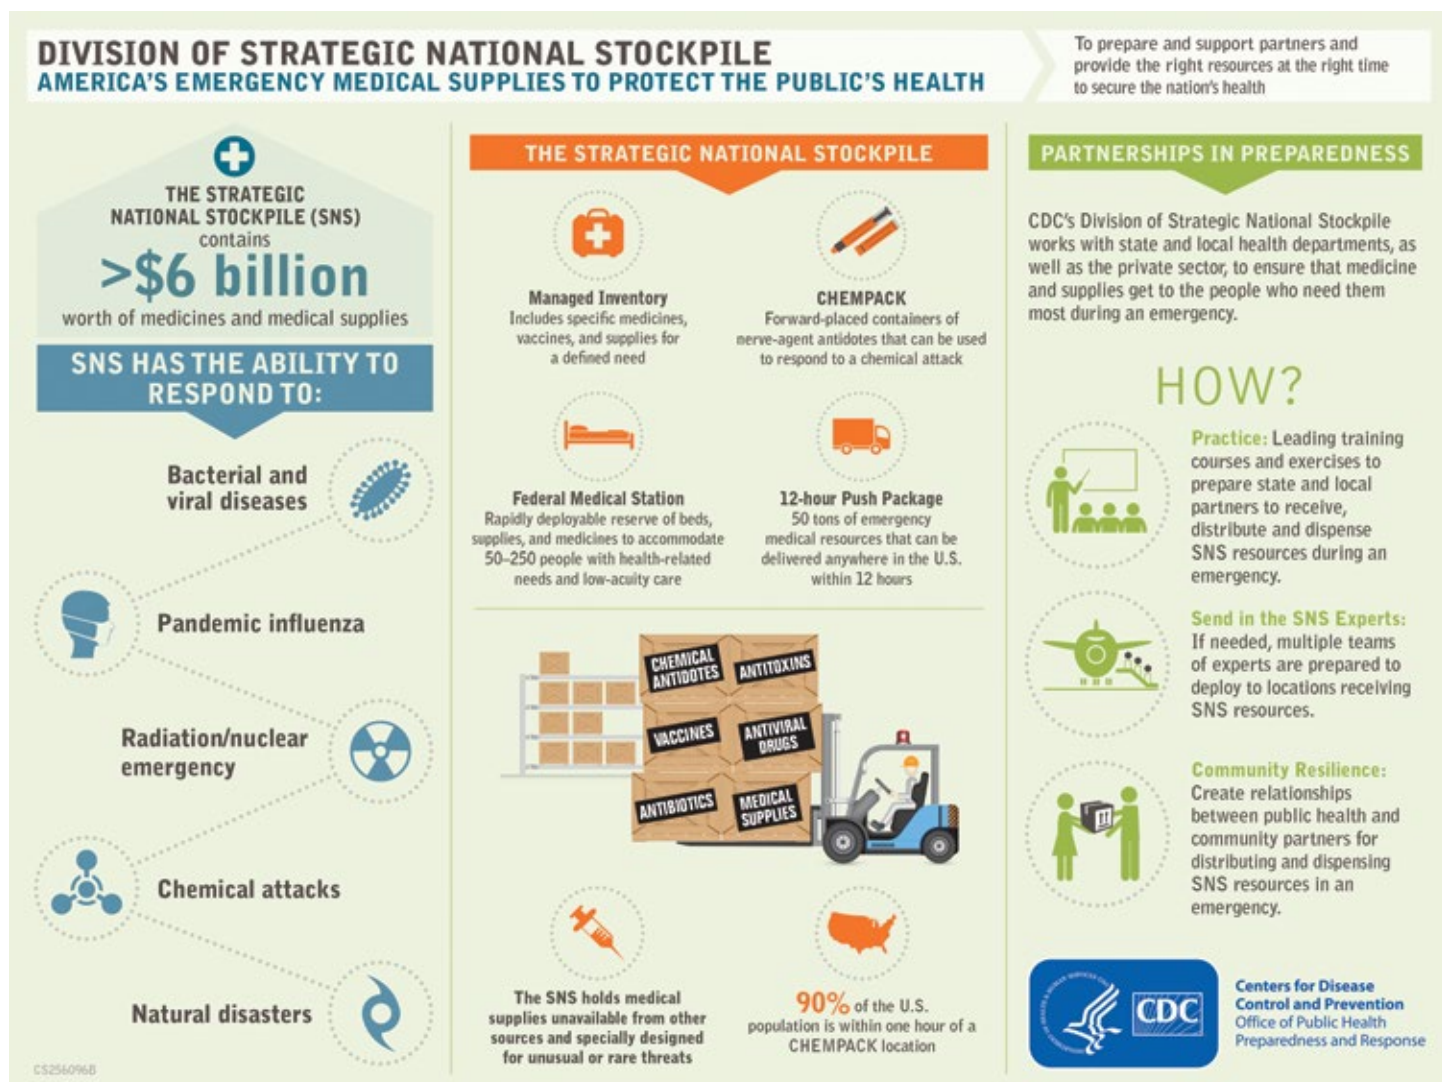 DIVISION OF STRATEGIC NATIONAL STOCKPILE
AMERICA'S EMERGENCY MEDICAL SUPPLIES TO PROTECT THE PUBLIC'S HEALTH
To prepare and support partners and
provide the right resources at the right time
to secure the nation's health
THE STRATEGIC
NATIONAL STOCKPILE (SNS)
contains
>$6 billion
worth of medicines and medical supplies
SNS HAS THE ABILITY TO
RESPOND TO:
Bacterial and
viral diseases
Pandemic influenza
Radiation/nuclear
emergency
Chemical attacks
Natural disasters
CS256096B
THE STRATEGIC NATIONAL STOCKPILE
Managed Inventory
Includes specific medicines,
vaccines, and supplies for
a defined need
CHEMPACK
Forward-placed containers of
nerve-agent antidotes that can be used
to respond to a chemical attack
Federal Medical Station
Rapidly deployable reserve of beds,
supplies, and medicines to accommodate
50–250 people with health-related
needs and low-acuity care
12-hour Push Package
50 tons of emergency
medical resources that can be
delivered anywhere in the U.S.
within 12 hours
CHEMICAL
ANTIDOTES
ANTITOXINS
VACCINES
ANTIVIRAL
DRUGS
ANTIBIOTICS
MEDICAL
SUPPLIES
The SNS holds medical
supplies unavailable from other
sources and specially designed
for unusual or rare threats
90% of the U.S.
population is within one hour of a
CHEMPACK location
PARTNERSHIPS IN PREPAREDNESS
CDC's Division of Strategic National Stockpile
works with state and local health departments, as
well as the private sector, to ensure that medicine
and supplies get to the people who need them
most during an emergency.
HOW?
Practice: Leading training
courses and exercises to
prepare state and local
partners to receive,
distribute and dispense
SNS resources during an
emergency.
Send in the SNS Experts:
If needed, multiple teams
of experts are prepared to
deploy to locations receiving
SNS resources.
Community Resilience:
Create relationships
between public health and
community partners for
distributing and dispensing
SNS resources in an
emergency.
CDC
Centers for Disease
Control and Prevention
Office of Public Health
Preparedness and Response